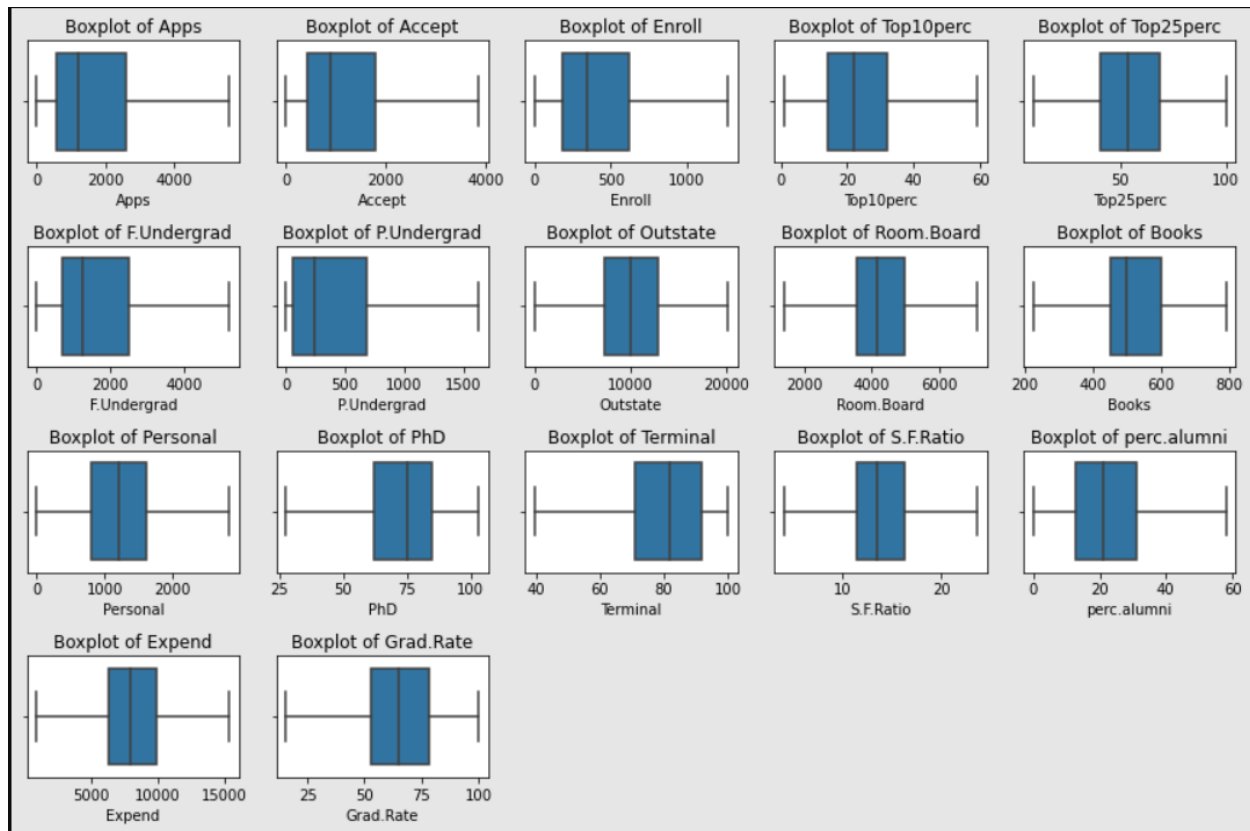 Boxplot of Apps
Boxplot of Accept
Boxplot of Enroll
Boxplot of Top10perc
Boxplot of Top25perc
0 2000 4000
0 2000 4000
0 500 1000
0 20 40 60
50 100
Apps
Accept
Enroll
Top10perc
Top25perc
Boxplot of F.Undergrad
Boxplot of P.Undergrad
Boxplot of Outstate
Boxplot of Room.Board
Boxplot of Books
0 2000 4000
0 500 1000 1500
0 10000 20000
2000 4000 6000
200 400 600 800
F.Undergrad
P.Undergrad
Outstate
Room.Board
Books
Boxplot of Personal
Boxplot of PhD
Boxplot of Terminal
Boxplot of S.F.Ratio
Boxplot of perc.alumni
0 1000 2000
25 50 75 100
40 60 80 100
10 20
0 20 40 60
Personal
PhD
Terminal
S.F.Ratio
perc.alumni
Boxplot of Expend
Boxplot of Grad.Rate
5000 10000 15000
25 50 75 100
Expend
Grad.Rate